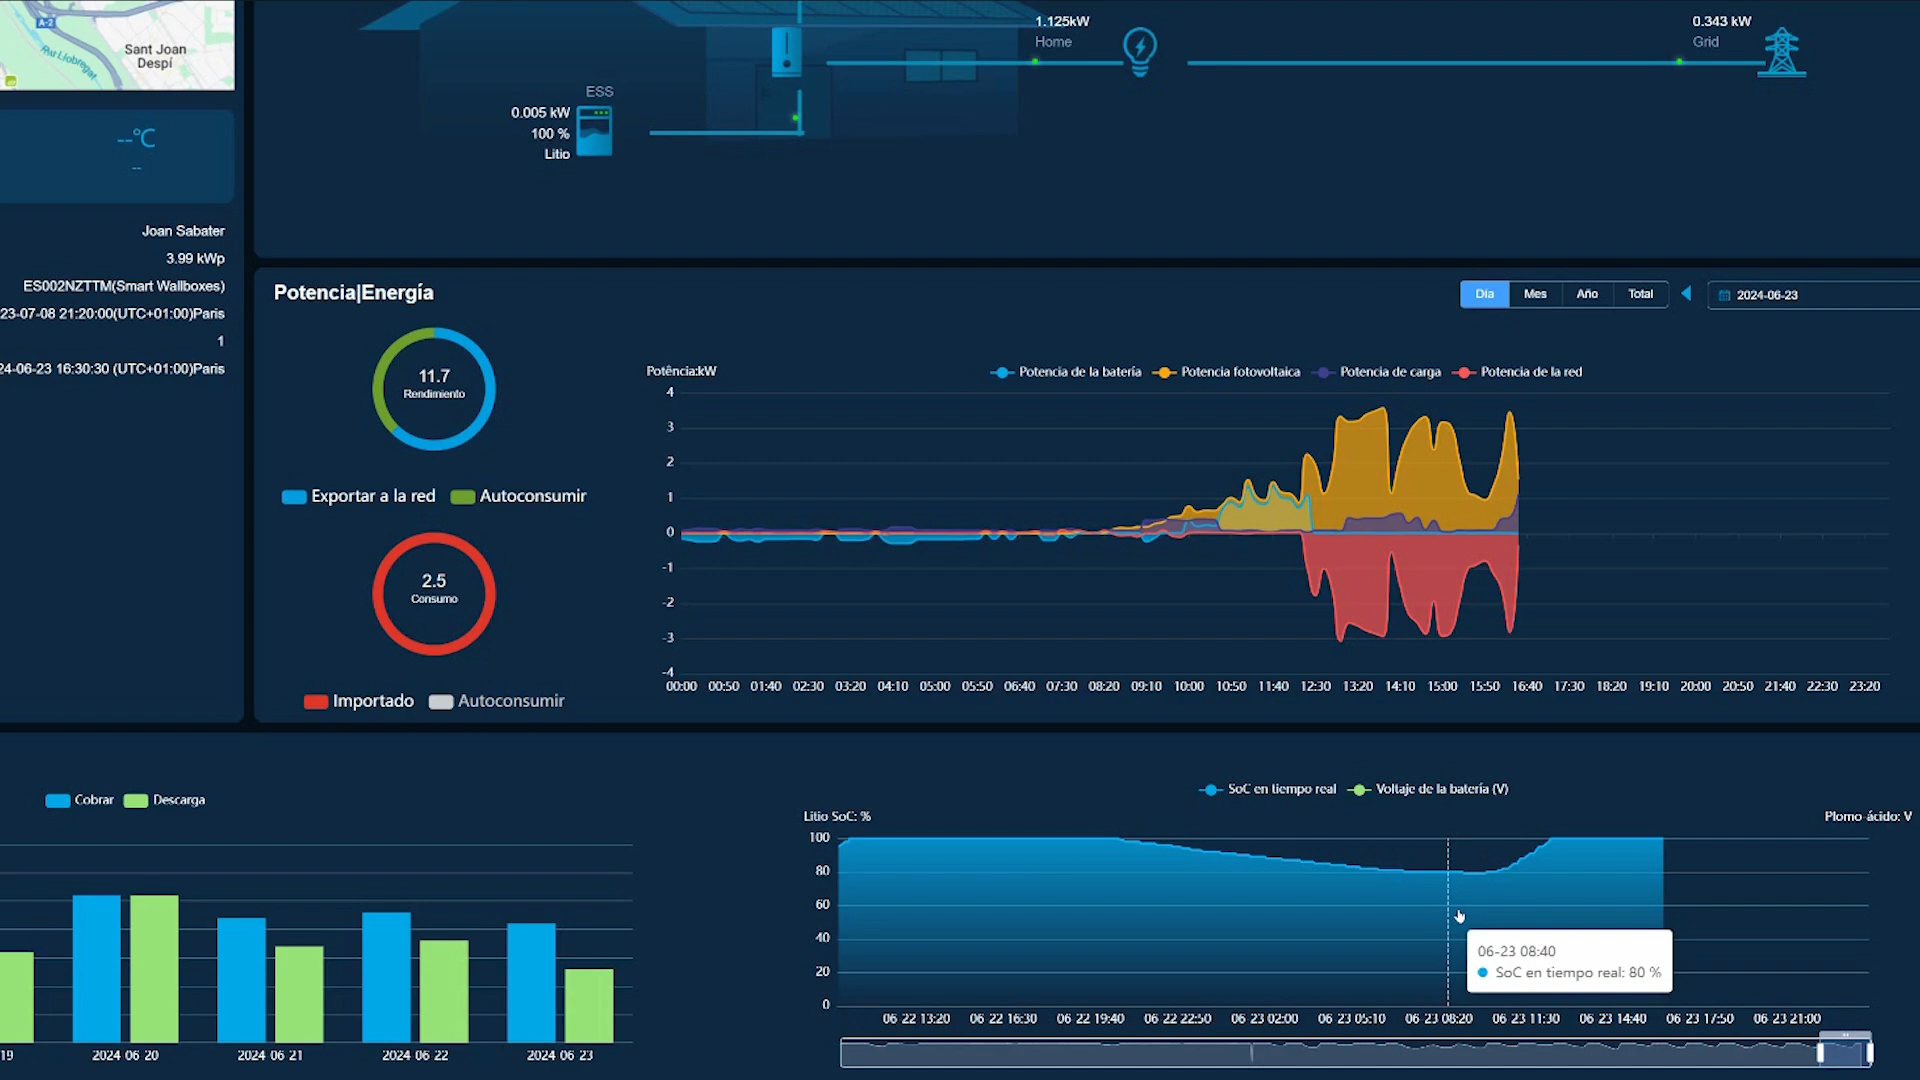 A-2
Riu Llobregat
Sant Joan
Despí
--°C
--
Joan Sabater
3.99 kWp
ES002NZTTM(Smart Wallboxes)
23-07-08 21:20:00(UTC+01:00)Paris
1
24-06-23 16:30:30 (UTC+01:00)Paris
1.125kW
Home
0.343 kW
Grid
ESS
0.005 kW
100 %
Litio
Potencia|Energía
Día Mes Año Total 2024-06-23
11.7
Rendimiento
Exportar a la red Autoconsumir
2.5
Consumo
Importado Autoconsumir
Potência:kW
Potencia de la batería Potencia fotovoltaica Potencia de carga Potencia de la red
4
3
2
1
0
-1
-2
-3
-4
00:00 00:50 01:40 02:30 03:20 04:10 05:00 05:50 06:40 07:30 08:20 09:10 10:00 10:50 11:40 12:30 13:20 14:10 15:00 15:50 16:40 17:30 18:20 19:10 20:00 20:50 21:40 22:30 23:20
Cobrar Descarga
19 2024 06 20 2024 06 21 2024 06 22 2024 06 23
SoC en tiempo real Voltaje de la batería (V)
Litio SoC: %
Plomo-ácido: V
100
80
60
40
20
0
06-23 08:40
SoC en tiempo real: 80 %
06 22 13:20 06 22 16:30 06 22 19:40 06 22 22:50 06 23 02:00 06 23 05:10 06 23 08:20 06 23 11:30 06 23 14:40 06 23 17:50 06 23 21:00